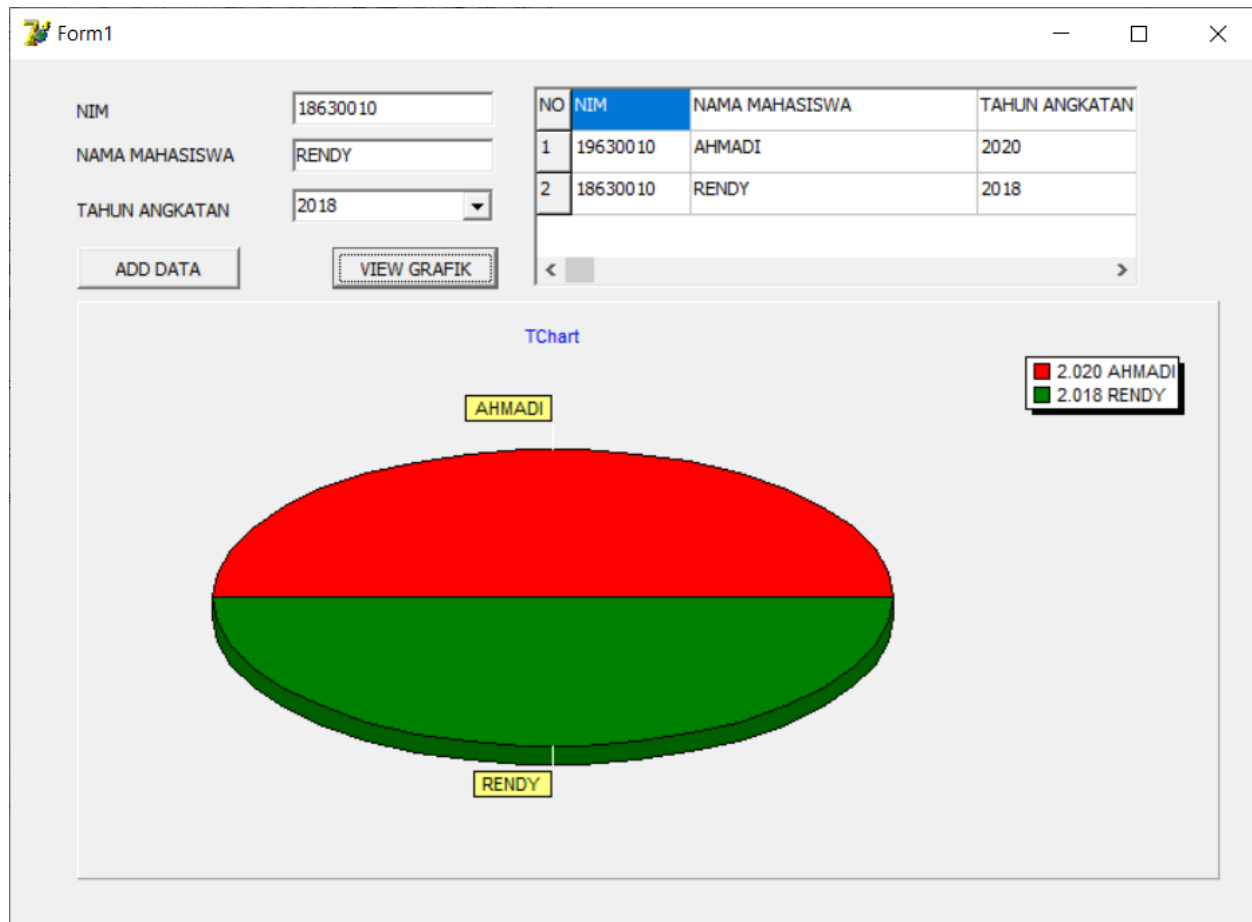 Form1
NIM
18630010
NAMA MAHASISWA
RENDY
TAHUN ANGKATAN
2018
ADD DATA
VIEW GRAFIK
NO NIM NAMA MAHASISWA TAHUN ANGKATAN
1 19630010 AHMADI 2020
2 18630010 RENDY 2018
TChart
2.020 AHMADI
2.018 RENDY
AHMADI
RENDY